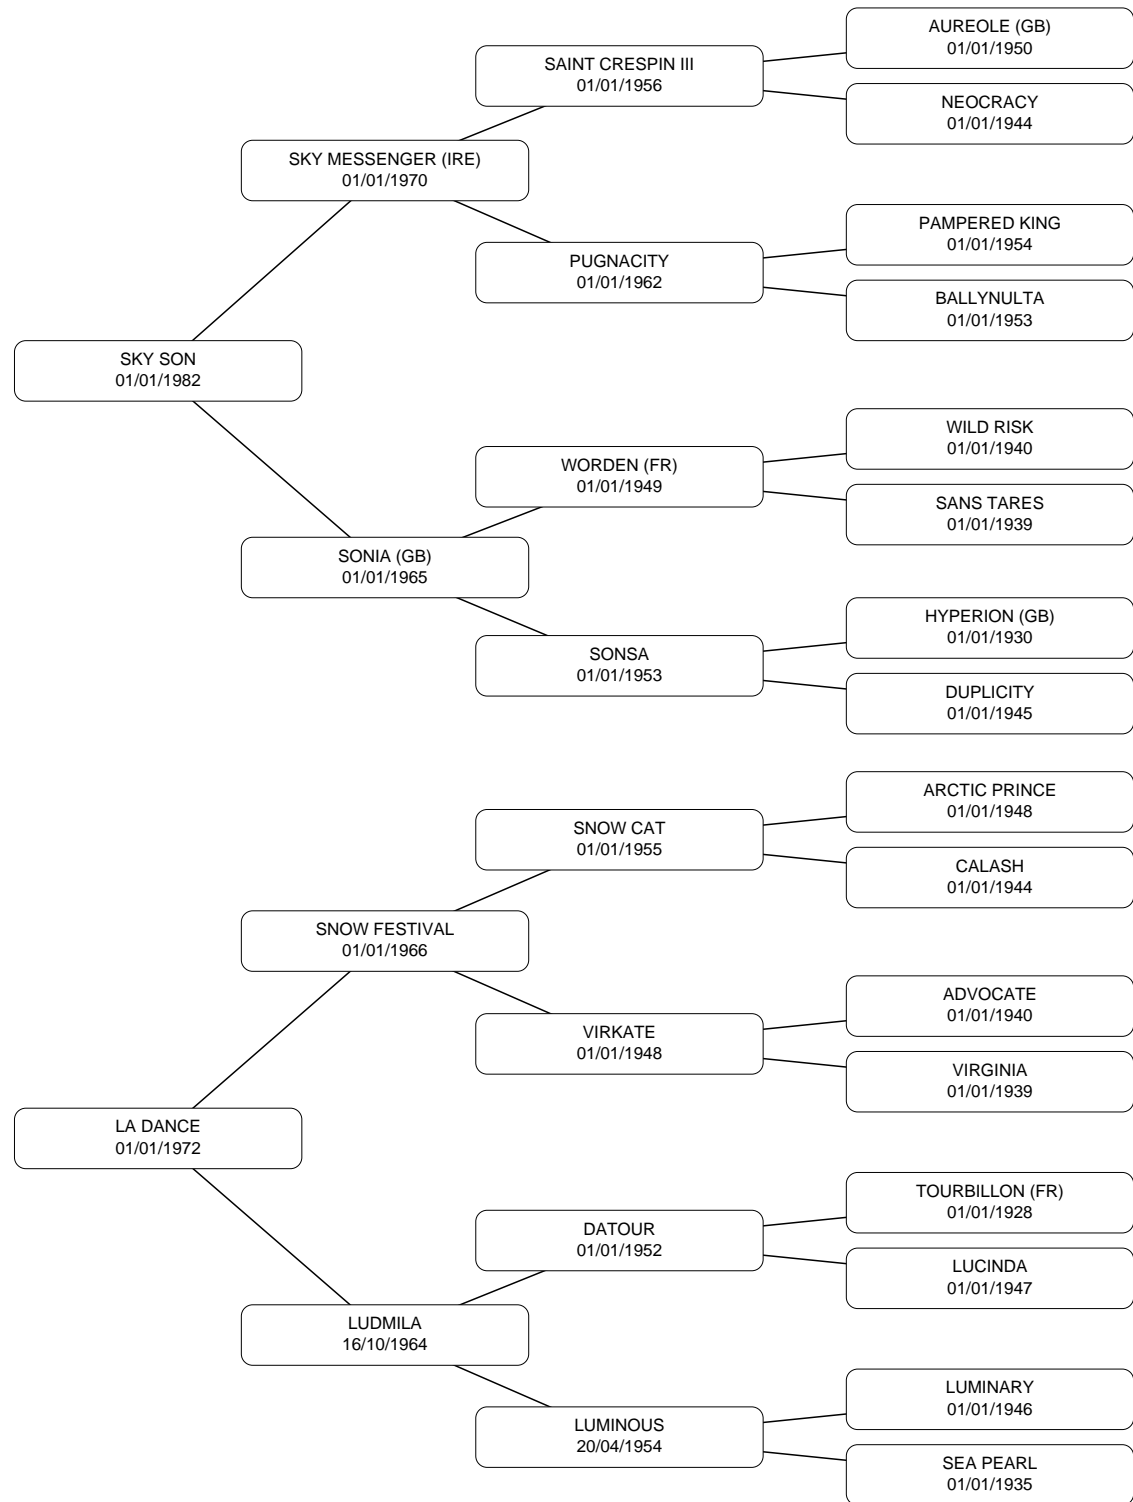 AUREOLE (GB)
01/01/1950
SAINT CRESPIN III
01/01/1956
NEOCRACY
01/01/1944
SKY MESSENGER (IRE)
01/01/1970
PAMPERED KING
01/01/1954
PUGNACITY
01/01/1962
BALLYNULTA
01/01/1953
SKY SON
01/01/1982
WILD RISK
01/01/1940
WORDEN (FR)
01/01/1949
SANS TARES
01/01/1939
SONIA (GB)
01/01/1965
HYPERION (GB)
01/01/1930
SONSA
01/01/1953
DUPLICITY
01/01/1945
ARCTIC PRINCE
01/01/1948
SNOW CAT
01/01/1955
CALASH
01/01/1944
SNOW FESTIVAL
01/01/1966
ADVOCATE
01/01/1940
VIRKATE
01/01/1948
VIRGINIA
01/01/1939
LA DANCE
01/01/1972
TOURBILLON (FR)
01/01/1928
DATOUR
01/01/1952
LUCINDA
01/01/1947
LUDMILA
16/10/1964
LUMINARY
01/01/1946
LUMINOUS
20/04/1954
SEA PEARL
01/01/1935